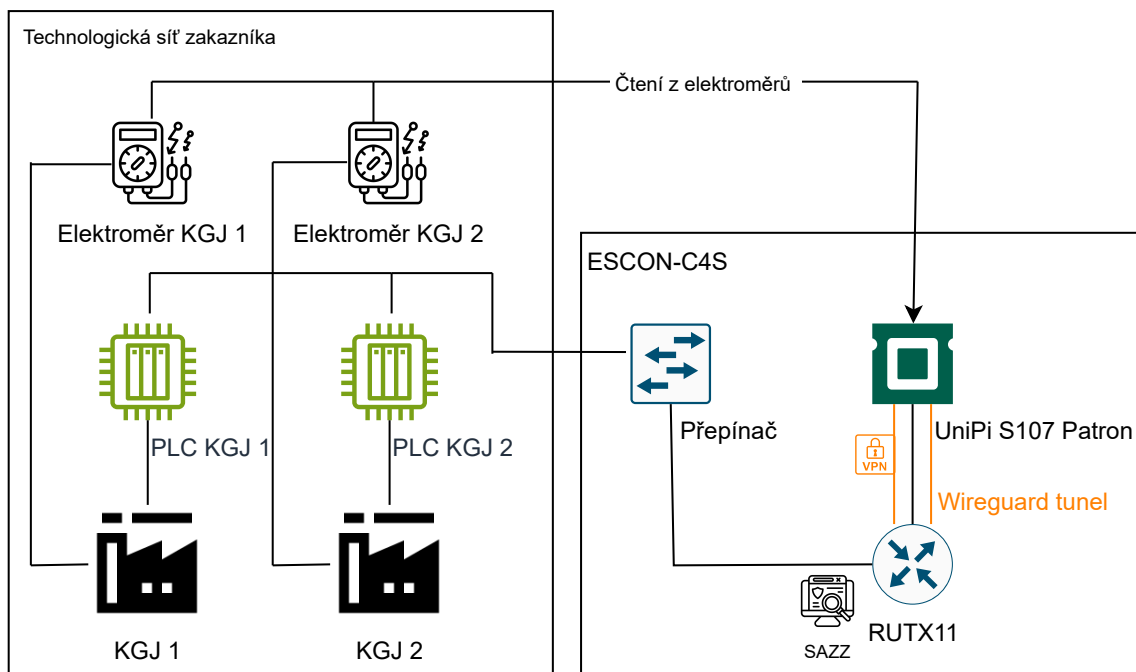 Technologická síť zakazníka
Čtení z elektroměrů
Elektroměr KGJ 1
Elektroměr KGJ 2
ESCON-C4S
PLC KGJ 1
PLC KGJ 2
Přepínač
UniPi S107 Patron
VPN
Wireguard tunel
KGJ 1
KGJ 2
SAZZ
RUTX11